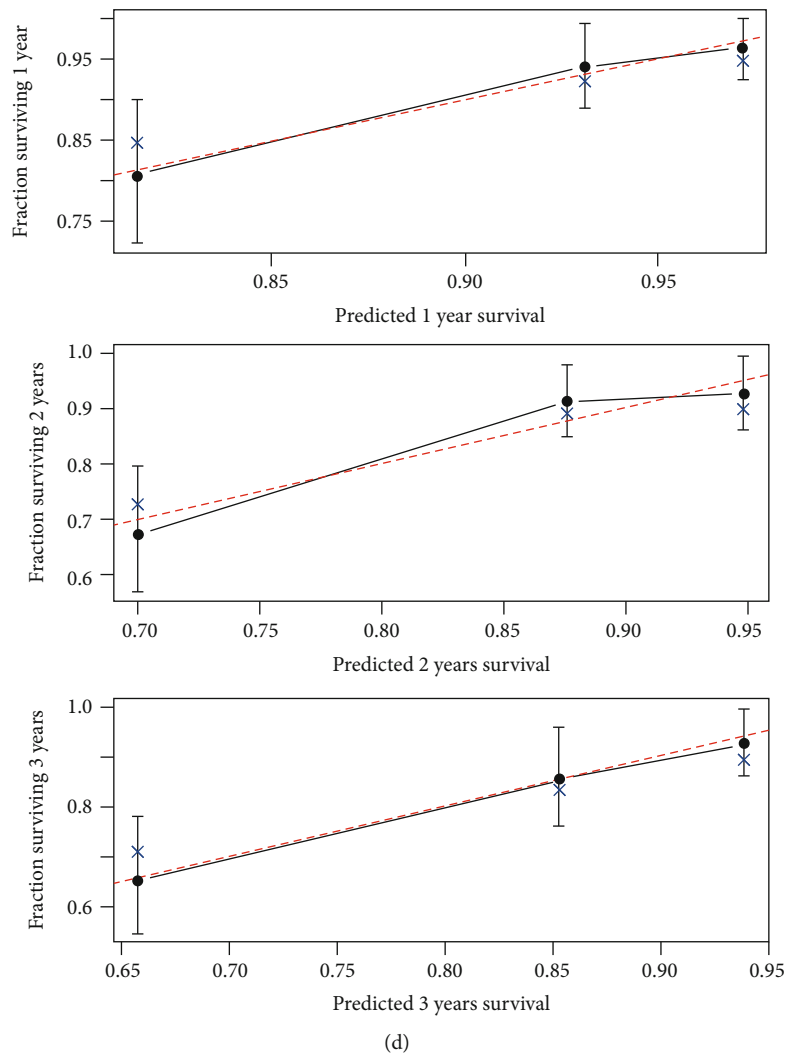 Fraction surviving 1 year
0.95
0.85
0.75
0.85 0.90 0.95
Predicted 1 year survival
Fraction surviving 2 years
1.0
0.9
0.8
0.7
0.6
0.70 0.75 0.80 0.85 0.90 0.95
Predicted 2 years survival
Fraction surviving 3 years
1.0
0.8
0.6
0.65 0.70 0.75 0.80 0.85 0.90 0.95
Predicted 3 years survival
(d)